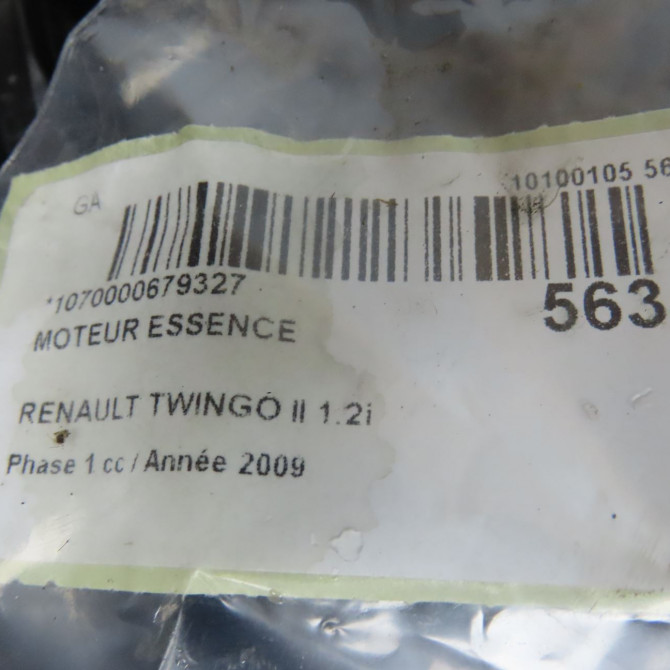 GA
10100105 56
*1070000679327
563
MOTEUR ESSENCE
RENAULT TWINGO II 1.2i
Phase 1 cc / Année 2009